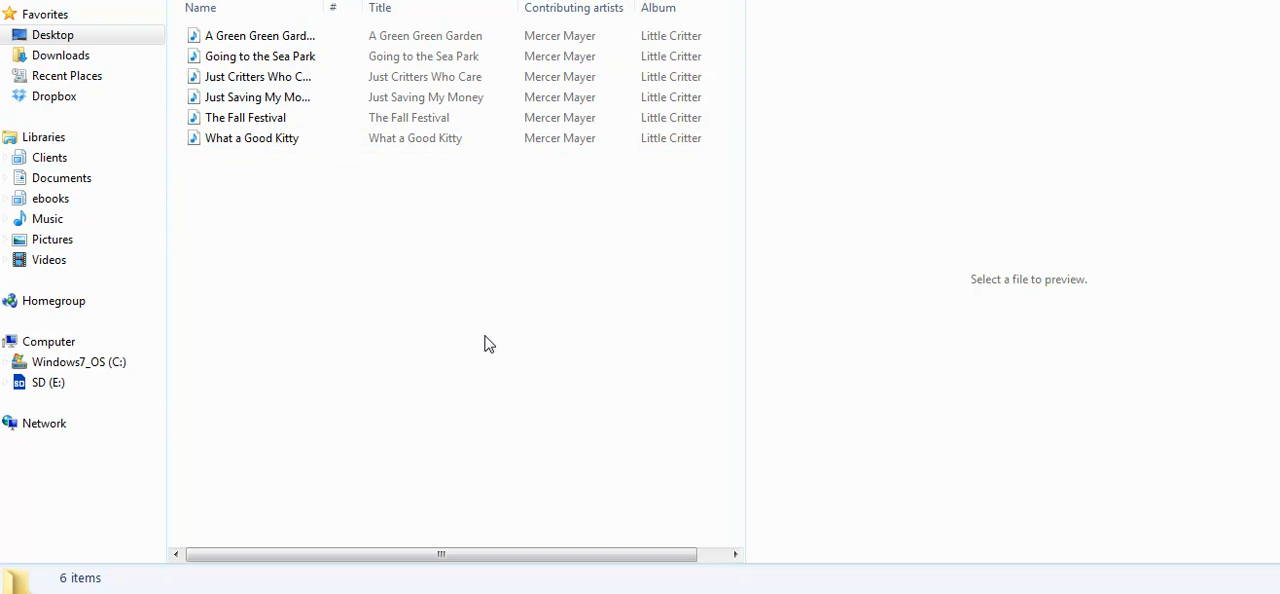 Favorites
Desktop
Downloads
Recent Places
Dropbox
Libraries
Clients
Documents
ebooks
Music
Pictures
Videos
Homegroup
Computer
Windows7_OS (C:)
SD (E:)
Network
Name # Title Contributing artists Album
A Green Green Gard... A Green Green Garden Mercer Mayer Little Critter
Going to the Sea Park Going to the Sea Park Mercer Mayer Little Critter
Just Critters Who C... Just Critters Who Care Mercer Mayer Little Critter
Just Saving My Mo... Just Saving My Money Mercer Mayer Little Critter
The Fall Festival The Fall Festival Mercer Mayer Little Critter
What a Good Kitty What a Good Kitty Mercer Mayer Little Critter
Select a file to preview.
6 items